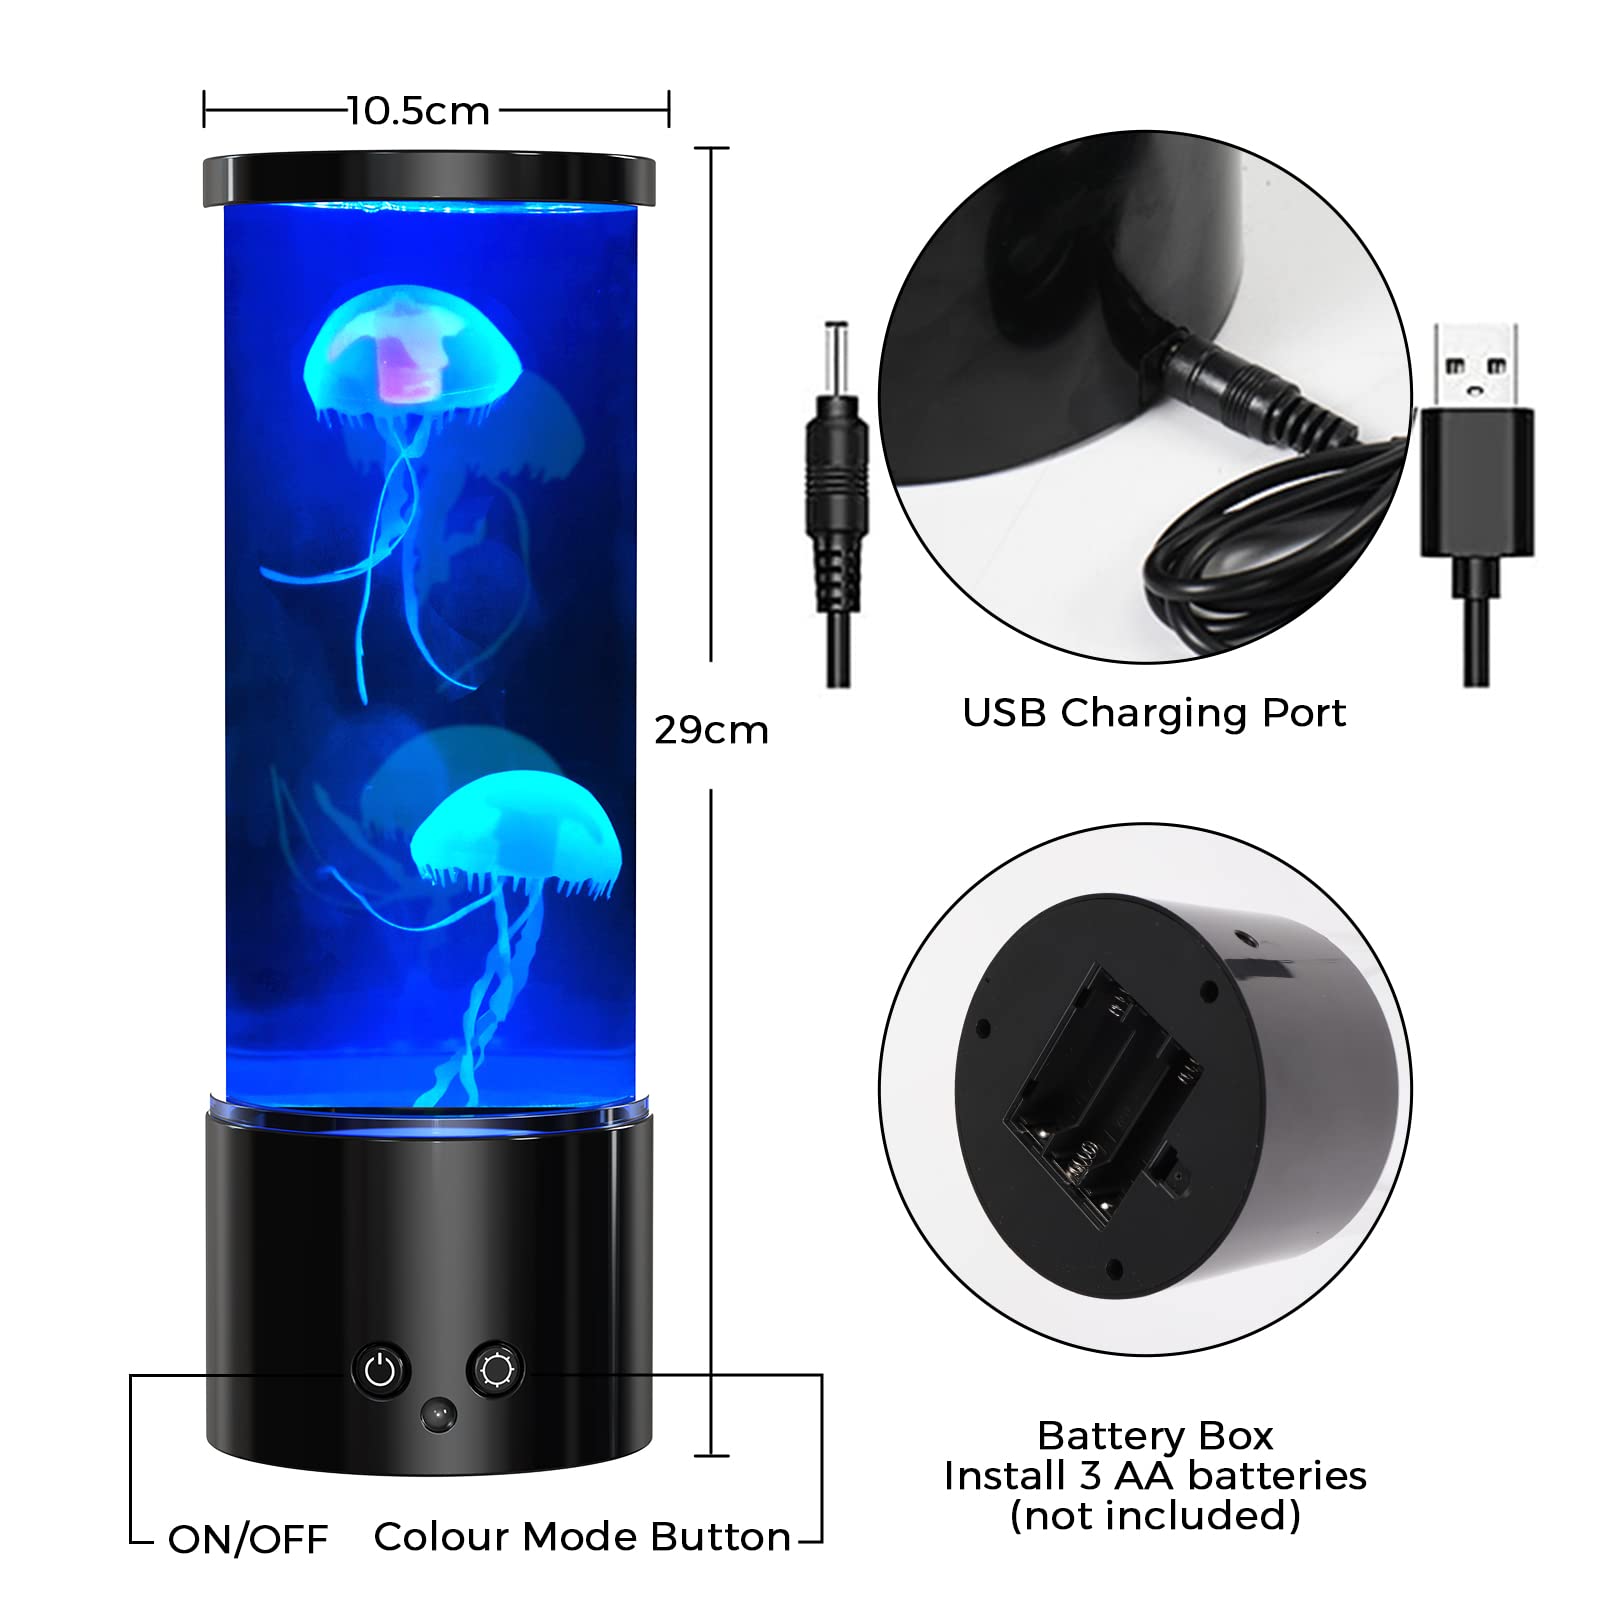 10.5cm
29cm
USB Charging Port
Battery Box
Install 3 AA batteries
(not included)
ON/OFF
Colour Mode Button